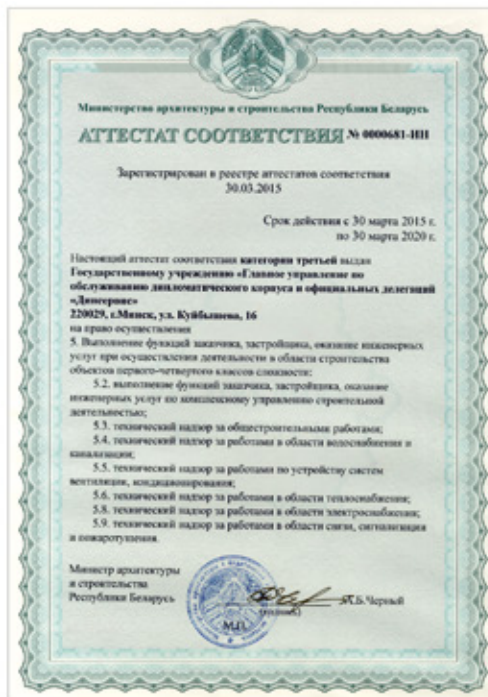 Министерство архитектуры и строительства Республики Беларусь
АТТЕСТАТ СООТВЕТСТВИЯ № 0000681-ИН
Зарегистрирован в реестре аттестатов соответствия
30.03.2015
Срок действия с 30 марта 2015 г.
по 30 марта 2020 г.
Настоящий аттестат соответствия категории третьей выдан
Государственному учреждению «Главное управление по
обслуживанию дипломатического корпуса и официальных делегаций
«Дипсервис»
220029, г.Минск, ул. Куйбышева, 16
на право осуществления
5. Выполнение функций заказчика, застройщика, оказание инженерных
услуг при осуществлении деятельности в области строительства
объектов первого-четвертого классов сложности:
5.2. выполнение функций заказчика, застройщика, оказание
инженерных услуг по комплексному управлению строительной
деятельностью;
5.3. технический надзор за общестроительными работами;
5.4. технический надзор за работами в области водоснабжения и
канализации;
5.5. технический надзор за работами по устройству систем
вентиляции, кондиционирования;
5.6. технический надзор за работами в области теплоснабжения;
5.8. технический надзор за работами в области электроснабжения;
5.9. технический надзор за работами в области связи, сигнализации
и пожаротушения.
Министр архитектуры
и строительства
Республики Беларусь
А.Б.Черный
(подпись)
М.П.